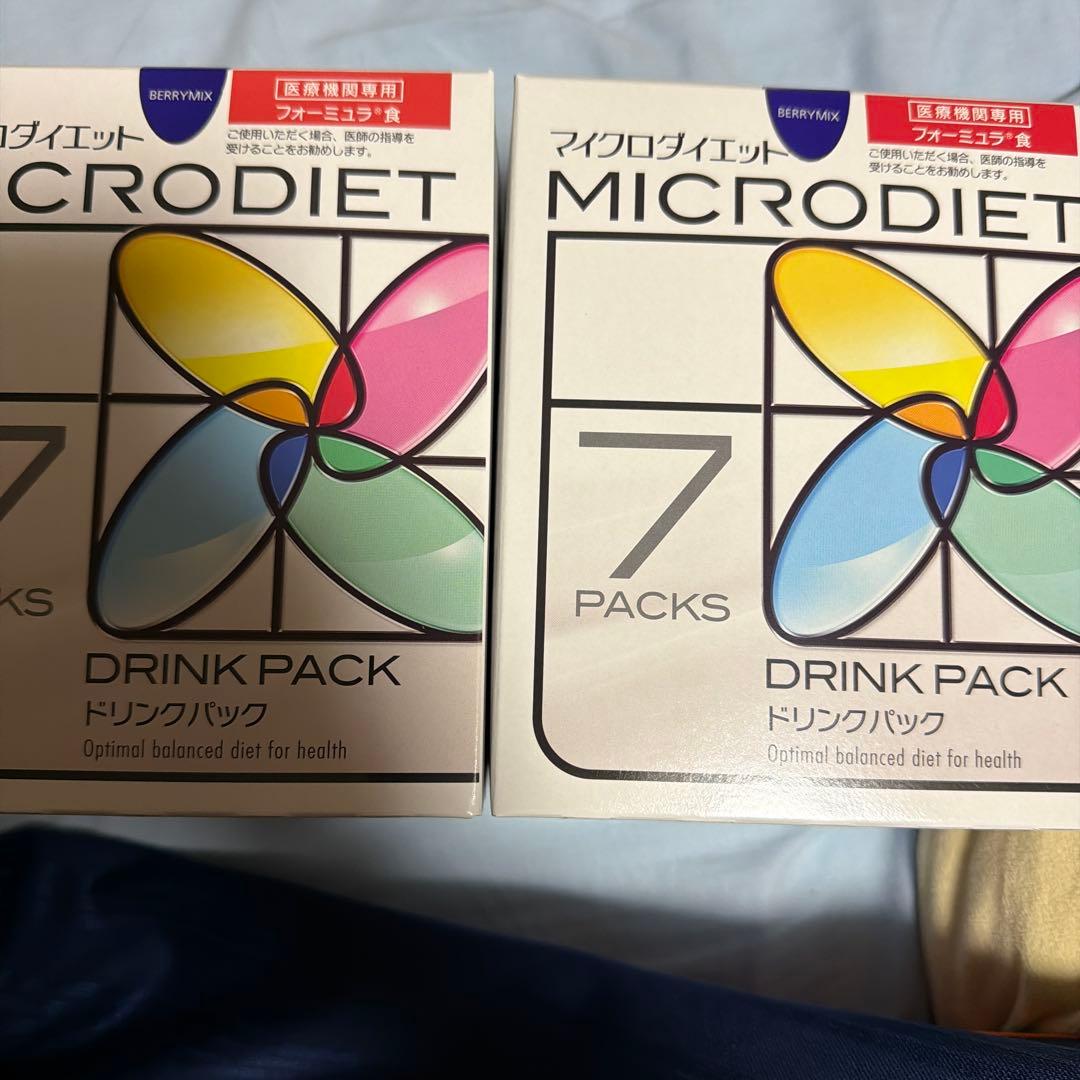 BERRYMIX
医療機関専用
フォーミュラ®食
ご使用いただく場合、医師の指導を
受けることをお勧めします。
ロダイエット
CRODIET
7
KS
DRINK PACK
ドリンクパック
Optimal balanced diet for health
BERRYMIX
医療機関専用
フォーミュラ®食
ご使用いただく場合、医師の指導を
受けることをお勧めします。
マイクロダイエット
MICRODIET
7
PACKS
DRINK PACK
ドリンクパック
Optimal balanced diet for health